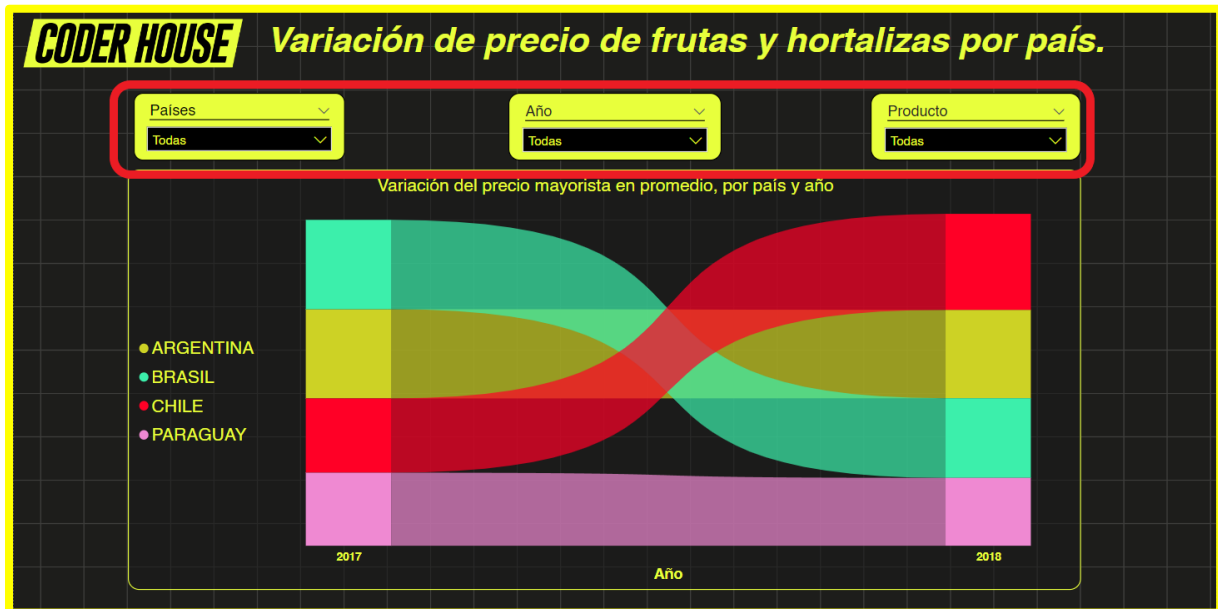 CODER HOUSE
Variación de precio de frutas y hortalizas por país.
Países
Todas
Año
Todas
Producto
Todas
Variación del precio mayorista en promedio, por país y año
ARGENTINA
BRASIL
CHILE
PARAGUAY
2017
2018
Año